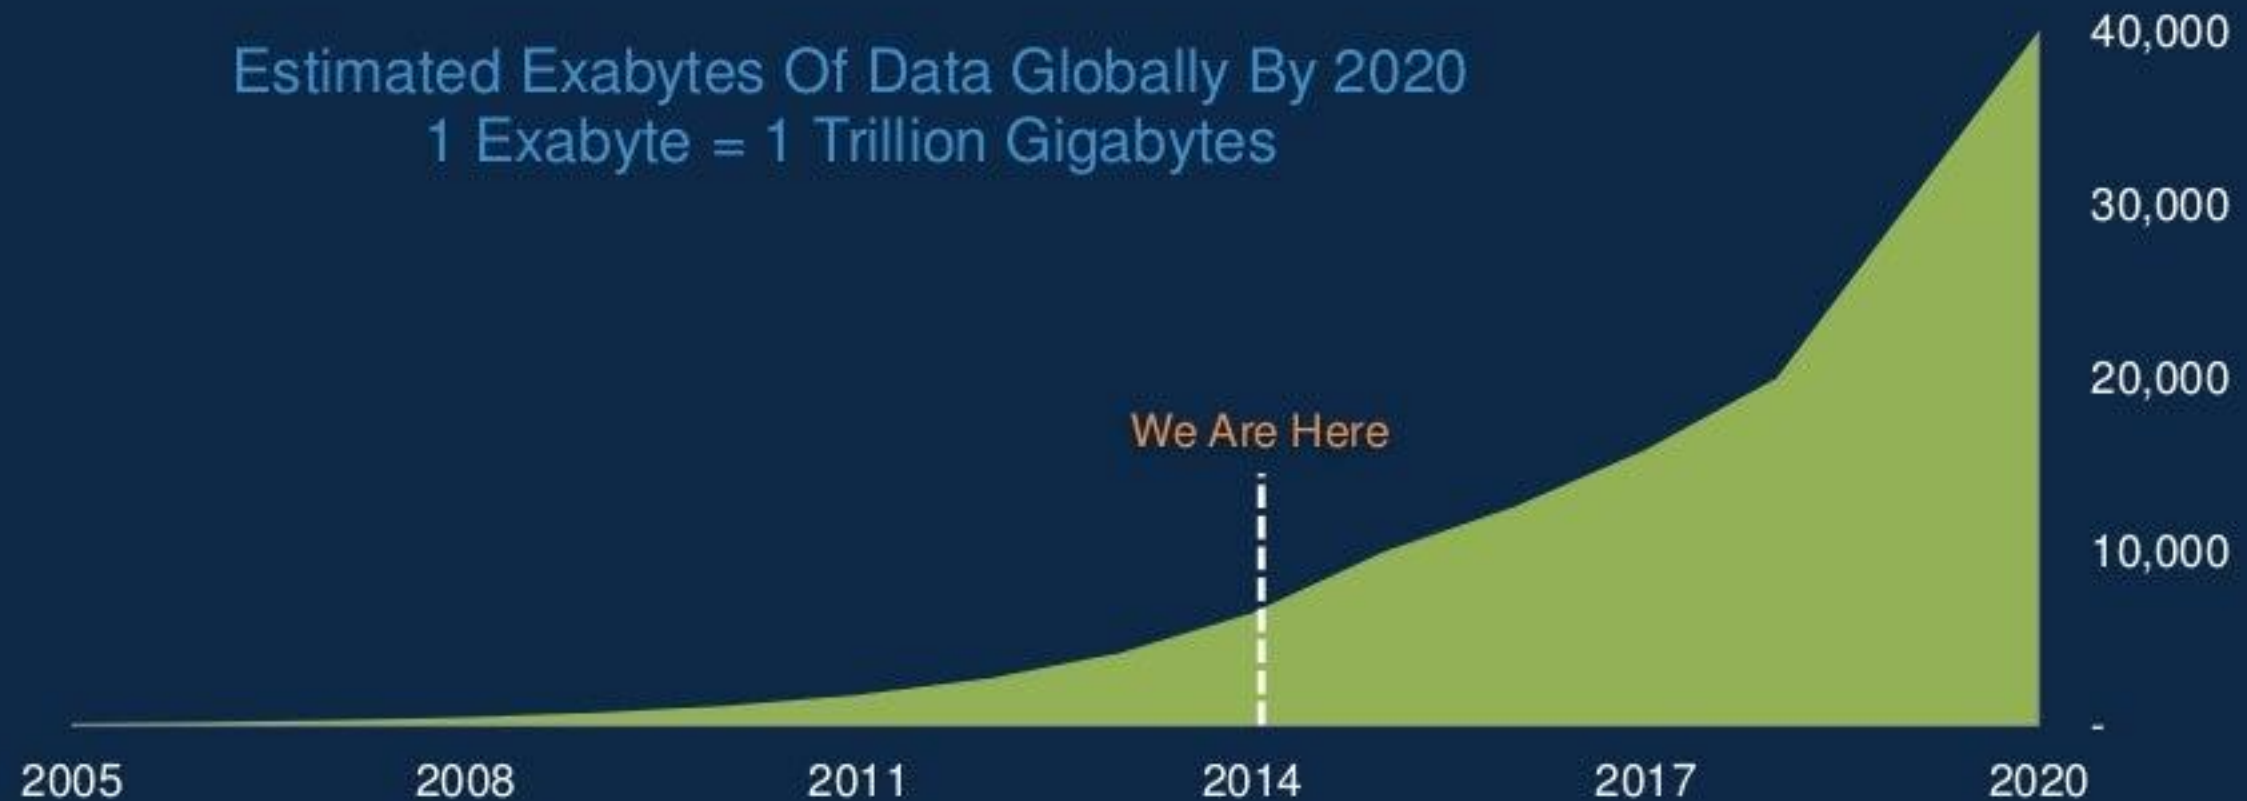 Estimated Exabytes Of Data Globally By 2020
1 Exabyte = 1 Trillion Gigabytes
40,000
30,000
20,000
We Are Here
10,000
-
2005 2008 2011 2014 2017 2020